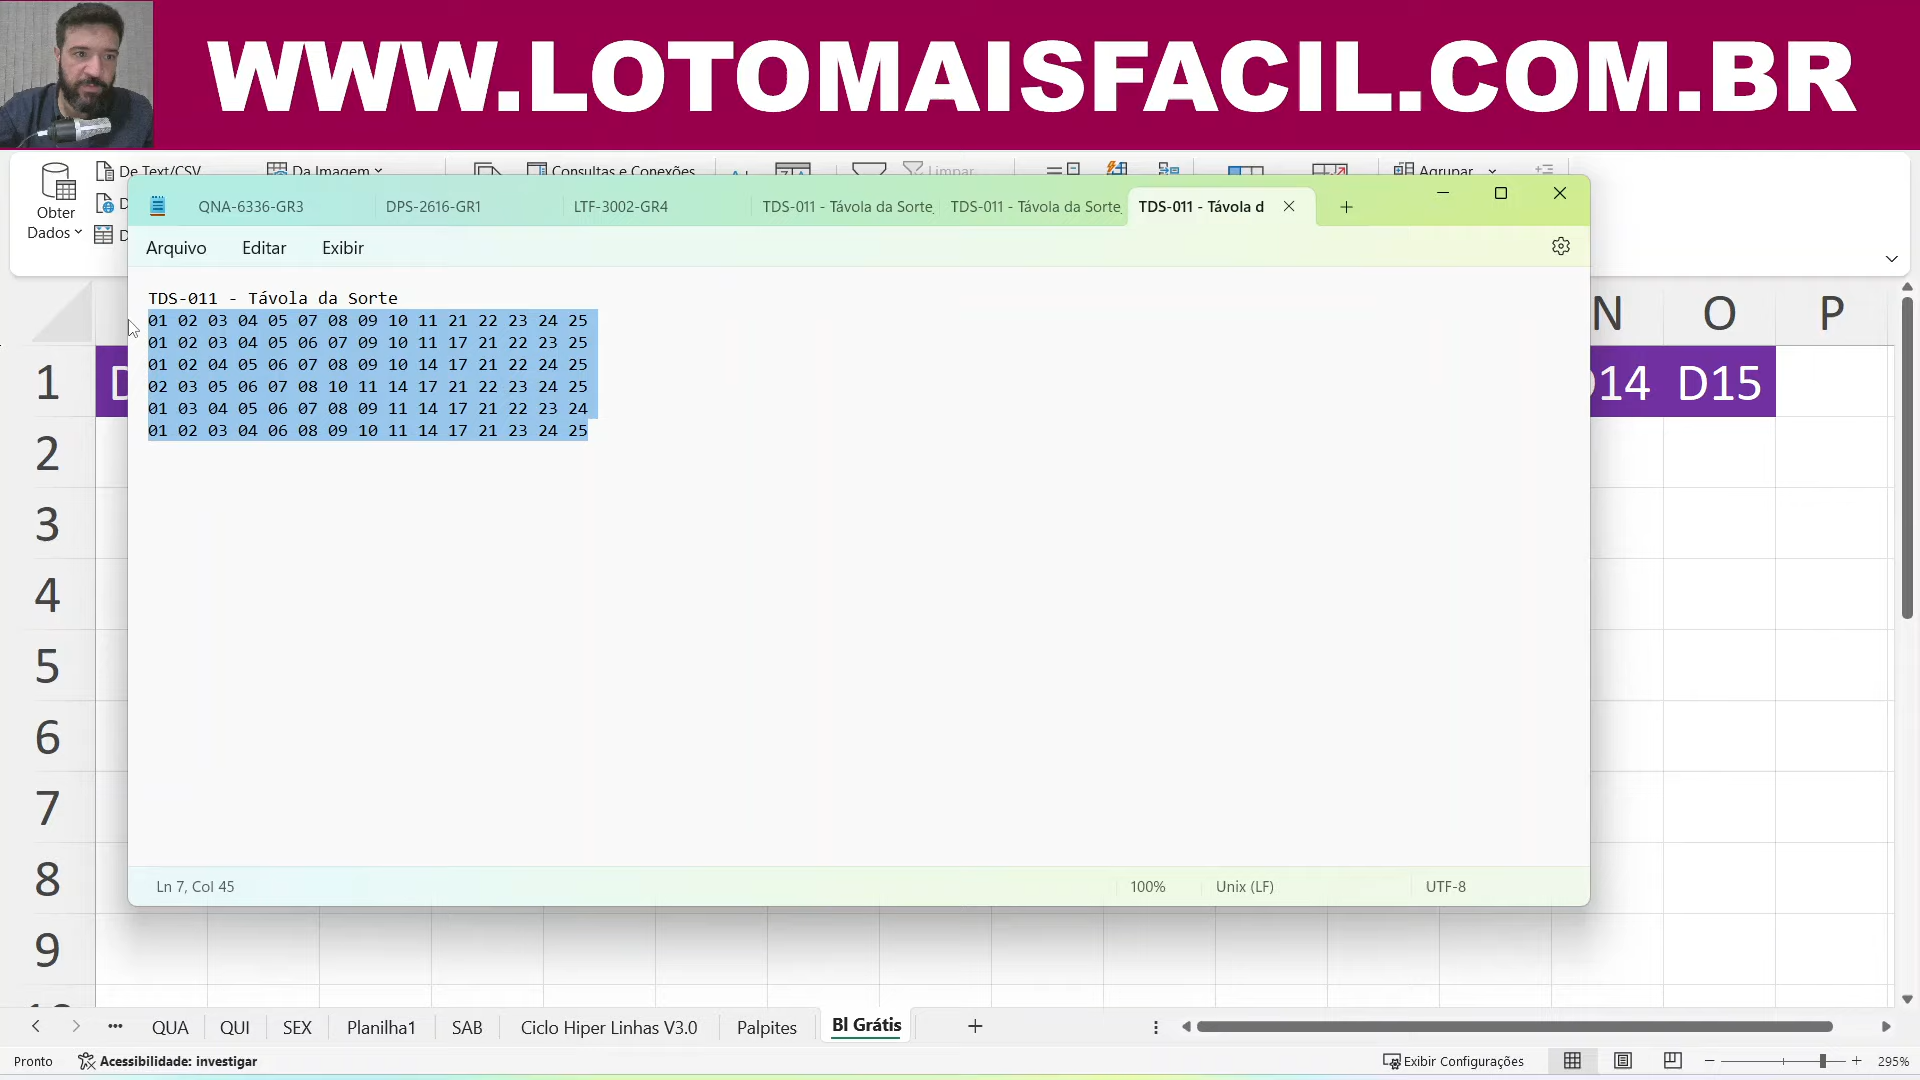 WWW.LOTOMAISFACIL.COM.BR
De Text/CSV
Da Imagem
Consultas e Conexões
Limpar
Agrupar
Obter
Dados
QNA-6336-GR3
DPS-2616-GR1
LTF-3002-GR4
TDS-011 - Távola da Sorte
TDS-011 - Távola da Sorte
TDS-011 - Távola d
Arquivo
Editar
Exibir
TDS-011 - Távola da Sorte
01 02 03 04 05 07 08 09 10 11 21 22 23 24 25
01 02 03 04 05 06 07 09 10 11 17 21 22 23 25
01 02 04 05 06 07 08 09 10 14 17 21 22 24 25
02 03 05 06 07 08 10 11 14 17 21 22 23 24 25
01 03 04 05 06 07 08 09 11 14 17 21 22 23 24
01 02 03 04 06 08 09 10 11 14 17 21 23 24 25
N O P
1 D 14 D15
2
3
4
5
6
7
8
9
Ln 7, Col 45
100%
Unix (LF)
UTF-8
QUA
QUI
SEX
Planilha1
SAB
Ciclo Hiper Linhas V3.0
Palpites
Bl Grátis
Pronto
Acessibilidade: investigar
Exibir Configurações
295%